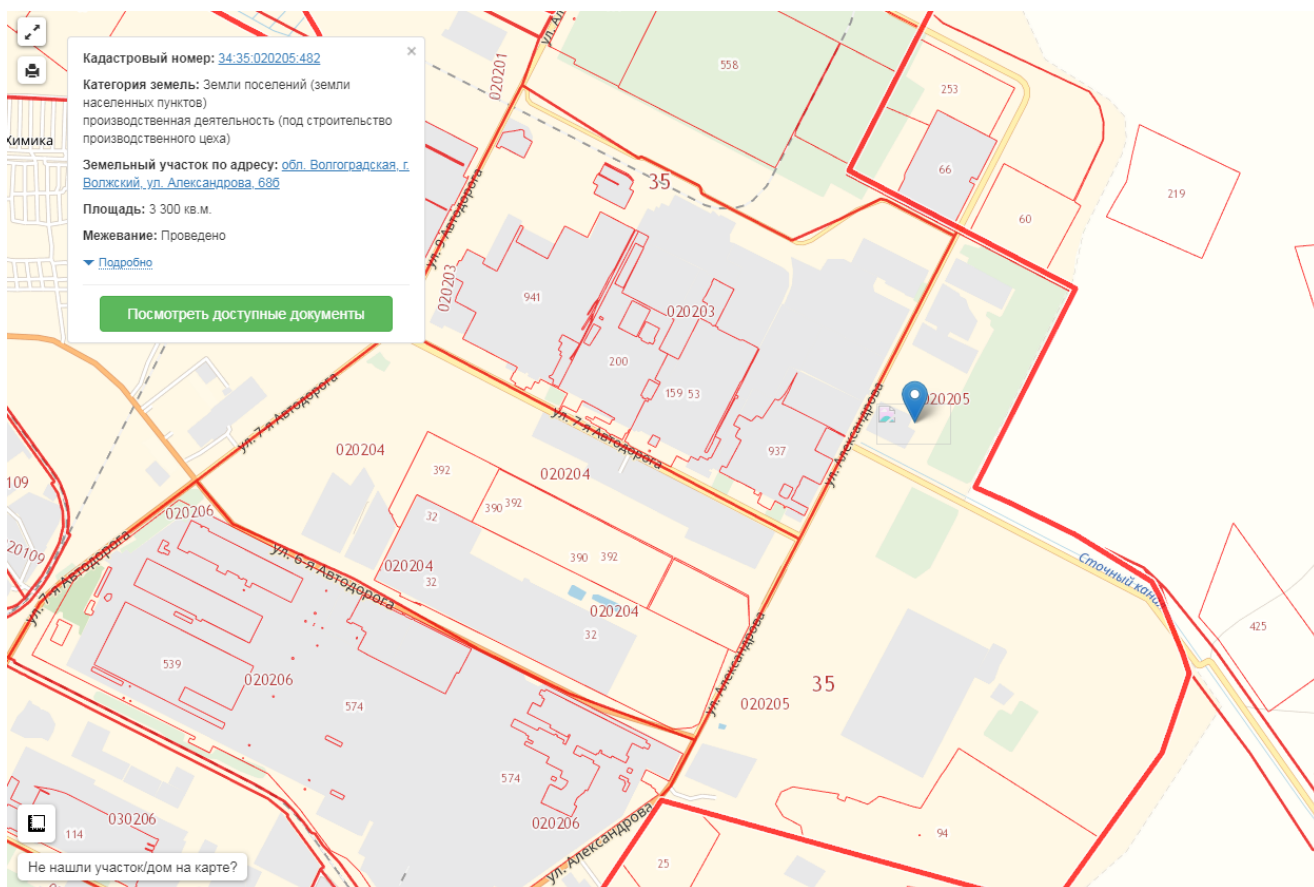 Кадастровый номер: 34:35:020205:482
×
Категория земель: Земли поселений (земли
населенных пунктов)
производственная деятельность (под строительство
производственного цеха)
Земельный участок по адресу: обл. Волгоградская, г.
Волжский, ул. Александрова, 68б
Площадь: 3 300 кв.м.
Межевание: Проведено
Подробно
Посмотреть доступные документы
Химика
020201
558
253
66
60
219
35
ул. 9 Автодорога
020203
941
020203
200
159 53
937
ул. Александрова
020205
ул. 7-я Автодорога
ул. 7-я Автодорога
020204
392
020204
390 392
109
32
020206
020109
ул. 6-я Автодорога
020204
32
390 392
020204
32
ул. 7-я Автодорога
Сточный канал
425
539
020206
574
ул. Александрова
35
020205
574
020206
030206
114
94
25
ул. Александрова
Не нашли участок/дом на карте?